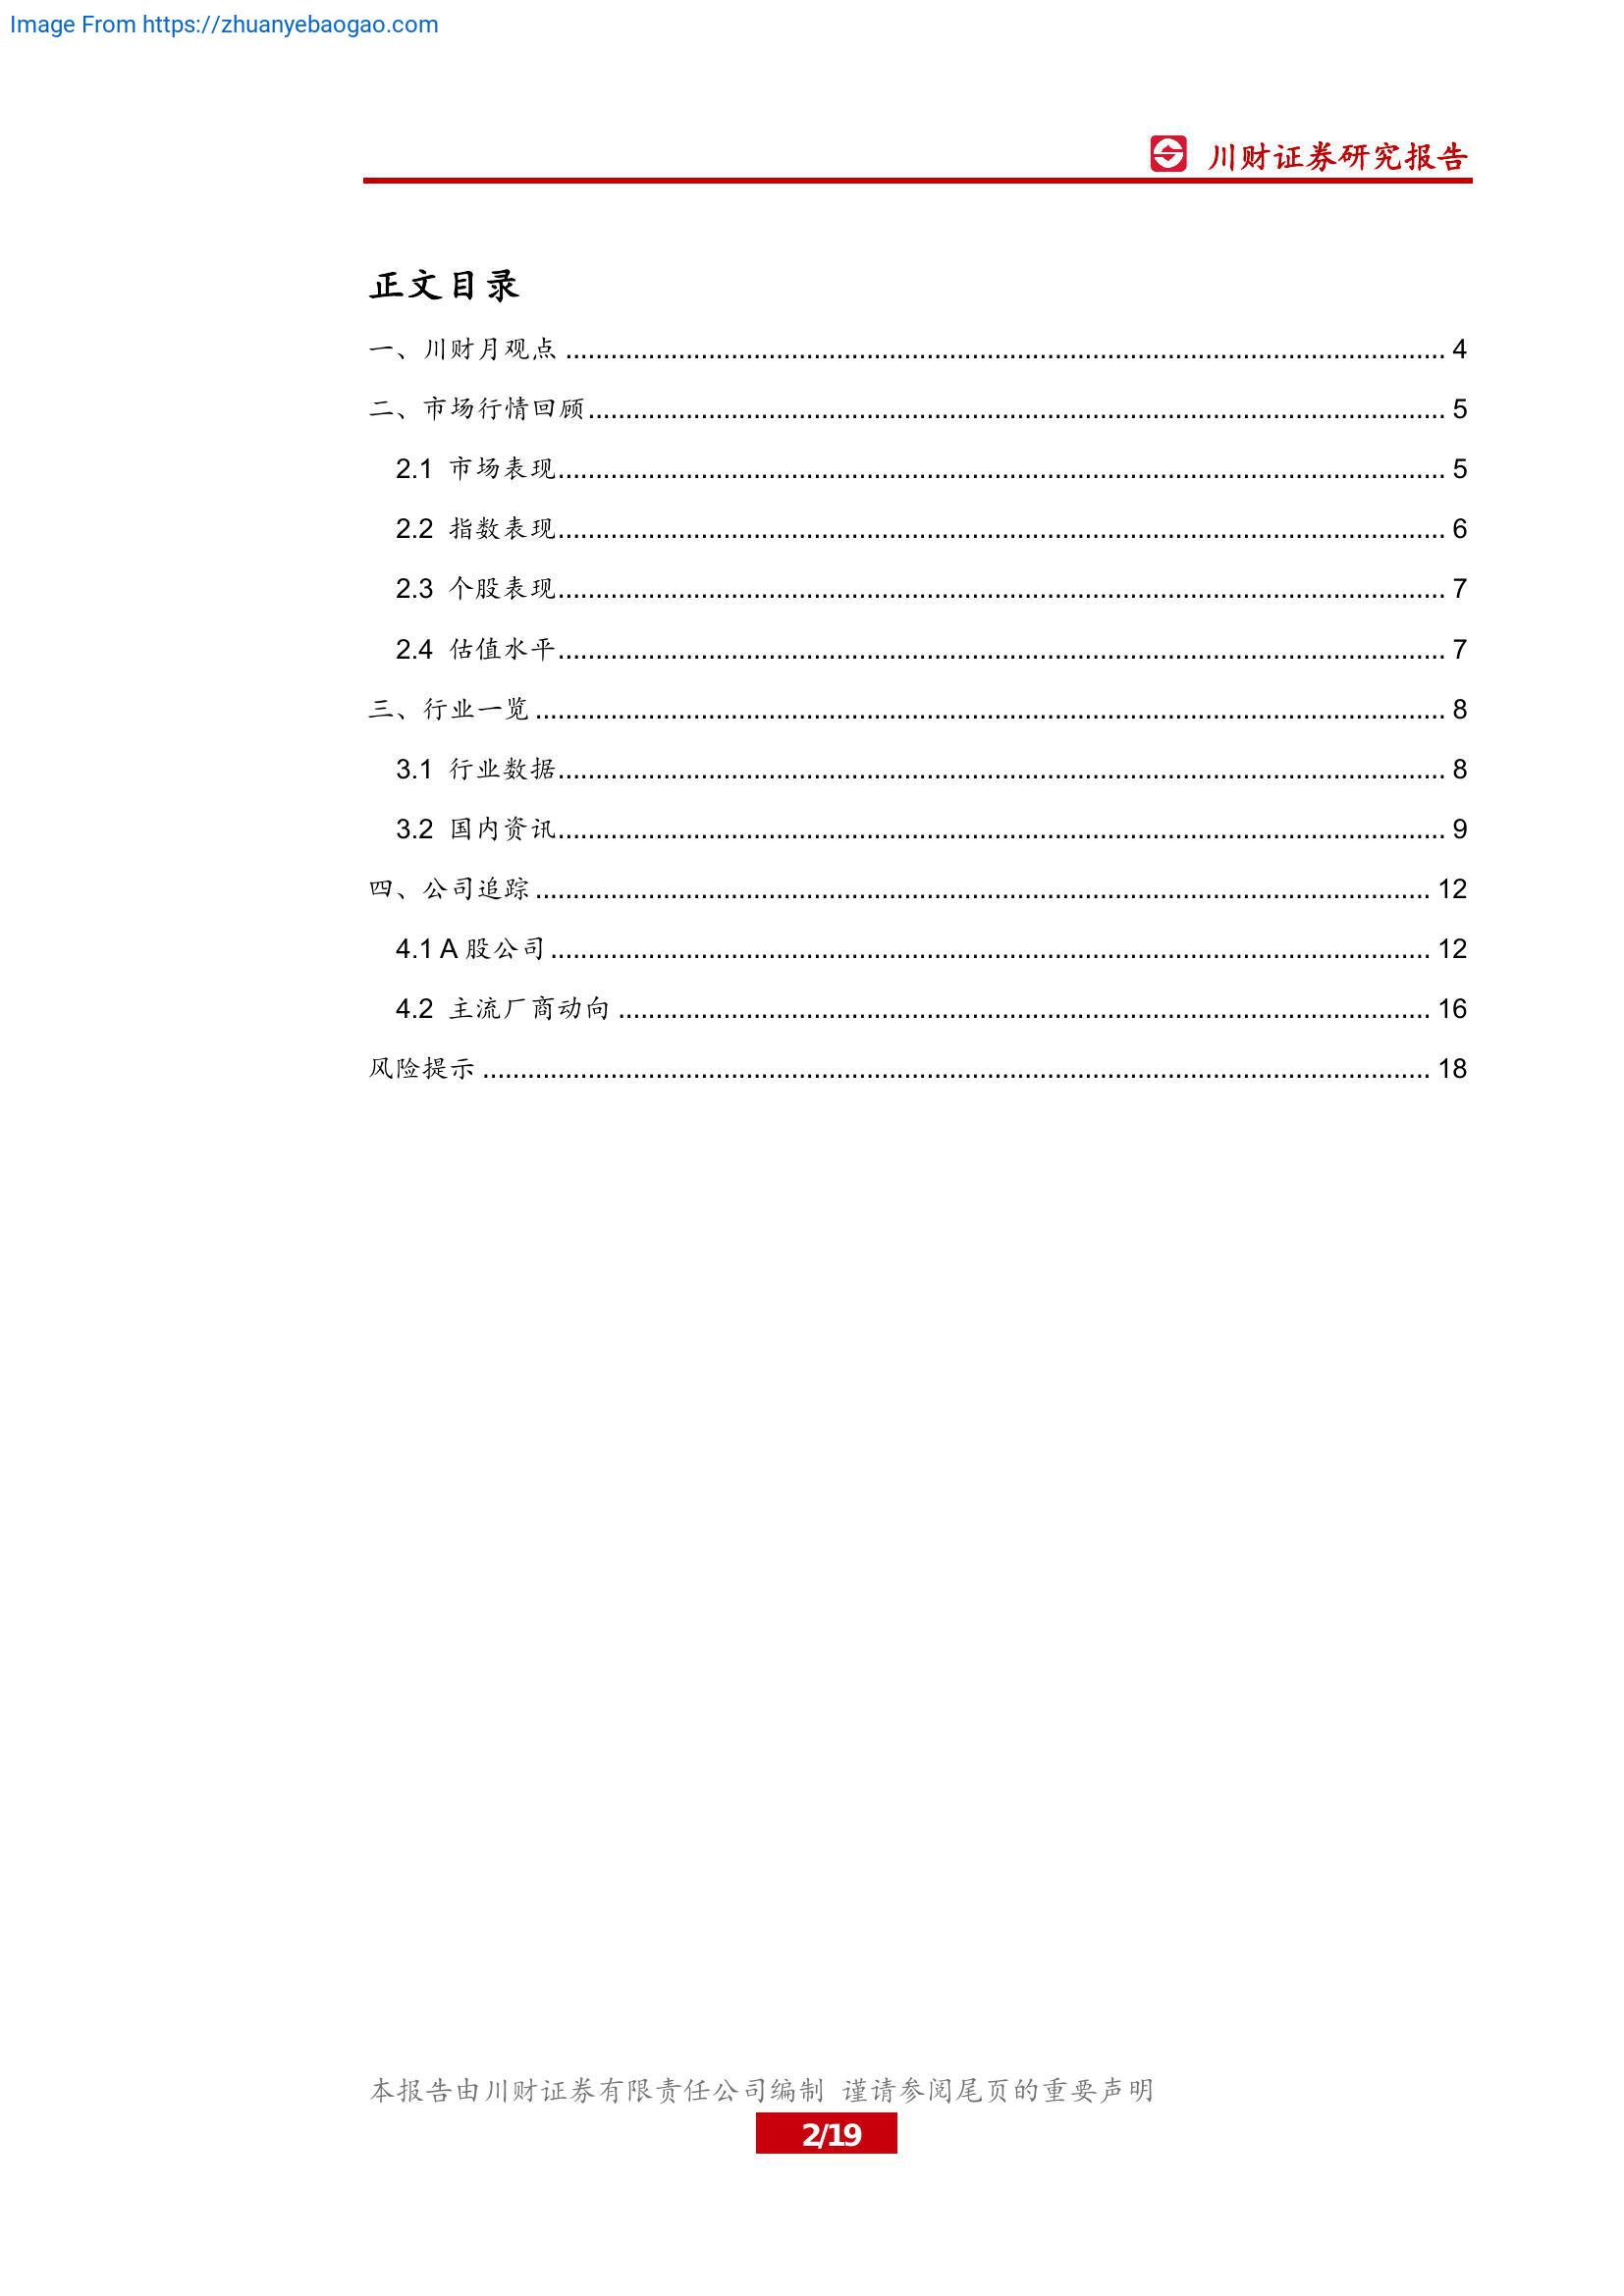 Image From https://zhuanyebaogao.com
川财证券研究报告
正文目录
一、川财月观点 ........ 4
二、市场行情回顾 ........ 5
2.1 市场表现 ........ 5
2.2 指数表现 ........ 6
2.3 个股表现 ........ 7
2.4 估值水平 ........ 7
三、行业一览 ........ 8
3.1 行业数据 ........ 8
3.2 国内资讯 ........ 9
四、公司追踪 ........ 12
4.1 A 股公司 ........ 12
4.2 主流厂商动向 ........ 16
风险提示 ........ 18
本报告由川财证券有限责任公司编制 谨请参阅尾页的重要声明
2/19